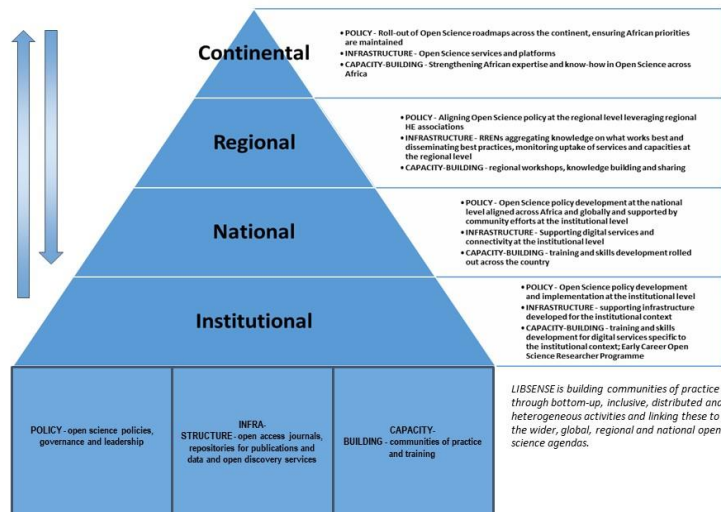 Continental
• POLICY - Roll-out of Open Science roadmaps across the continent, ensuring African priorities
are maintained
• INFRASTRUCTURE - Open Science services and platforms
• CAPACITY-BUILDING - Strengthening African expertise and know-how in Open Science across
Africa
Regional
• POLICY - Aligning Open Science policy at the regional level leveraging regional
HE associations
• INFRASTRUCTURE - RRENs aggregating knowledge on what works best and
disseminating best practices, monitoring uptake of services and capacities at
the regional level
• CAPACITY-BUILDING - regional workshops, knowledge building and sharing
National
• POLICY - Open Science policy development at the national
level aligned across Africa and globally and supported by
community efforts at the institutional level
• INFRASTRUCTURE - Supporting digital services and
connectivity at the institutional level
• CAPACITY-BUILDING - training and skills development rolled
out across the country
Institutional
• POLICY - Open Science policy development
and implementation at the institutional level
• INFRASTRUCTURE - supporting infrastructure
developed for the institutional context
• CAPACITY-BUILDING - training and skills
development for digital services specific to
the institutional context; Early Career Open
Science Researcher Programme
POLICY - open science policies,
governance and leadership
INFRA-
STRUCTURE - open access journals,
repositories for publications and
data and open discovery services
CAPACITY-
BUILDING - communities of practice
and training
LIBSENSE is building communities of practice
through bottom-up, inclusive, distributed and
heterogeneous activities and linking these to
the wider, global, regional and national open
science agendas.